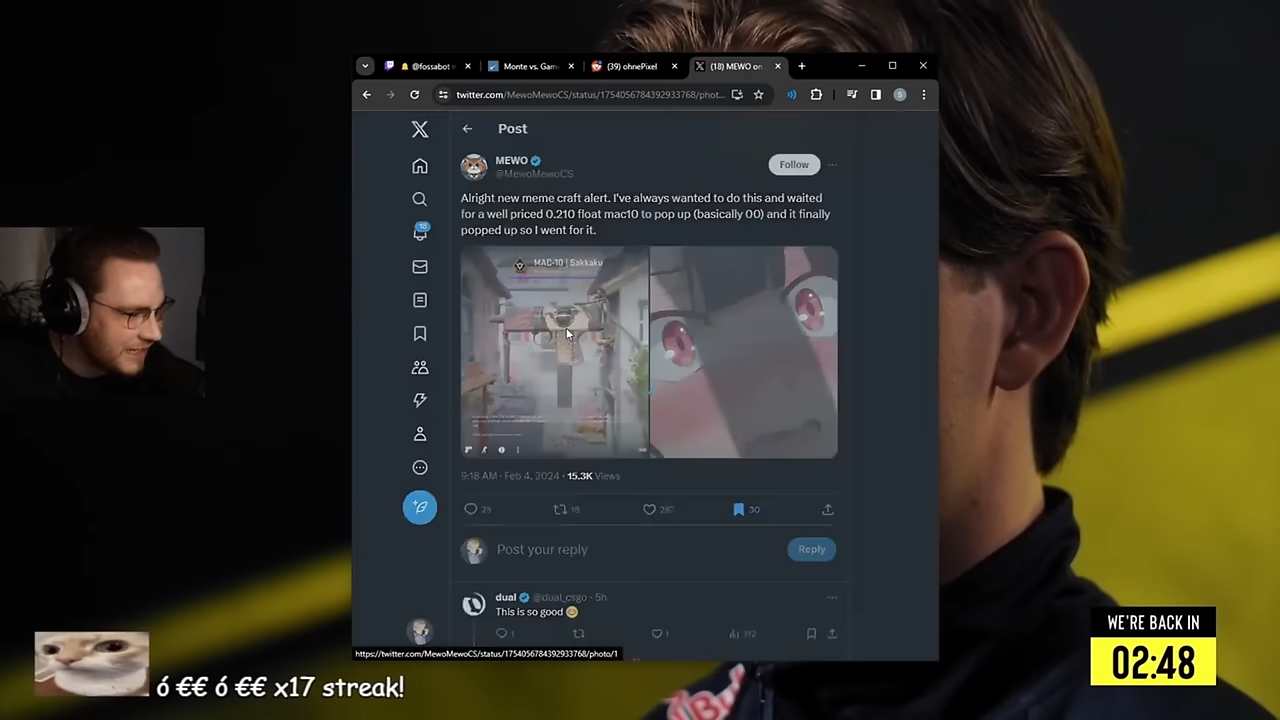 @fossabot
Monte vs. Gam
(39) ohnePixel
(18) MEWO on
twitter.com/MewoMewoCS/status/1754056784392933768/phot...
Post
MEWO
@MewoMewoCS
Follow
Alright new meme craft alert. I've always wanted to do this and waited
for a well priced 0.210 float mac10 to pop up (basically 00) and it finally
popped up so I went for it.
MAC-10 | Sakkaku
9:18 AM · Feb 4, 2024 · 15.3K Views
18
30
Post your reply
Reply
dual @dual_csgo · 5h
This is so good
1
1
https://twitter.com/MewoMewoCS/status/1754056784392933768/photo/1
WE'RE BACK IN
02:48
ó €€ ó €€ x17 streak!